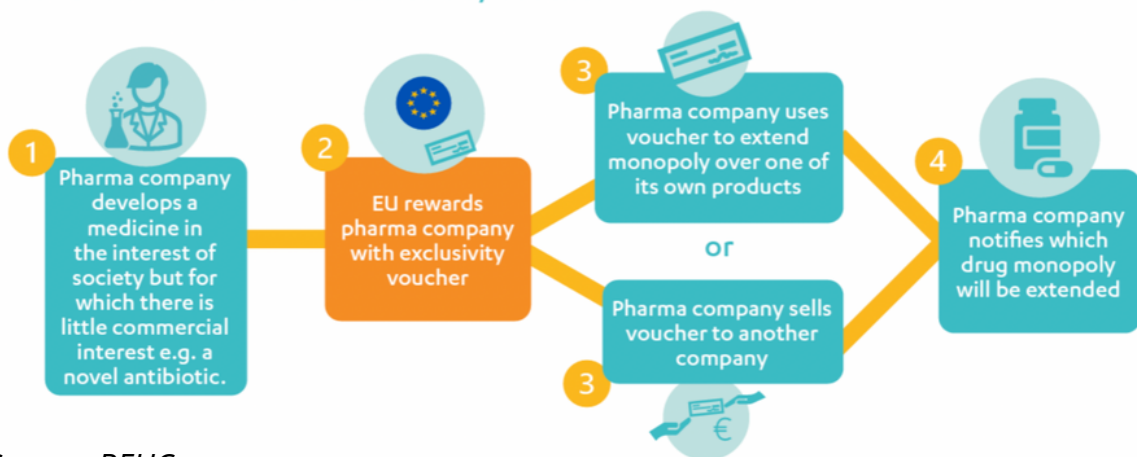 1
Pharma company
develops a
medicine in
the interest of
society but for
which there is
little commercial
interest e.g. a
novel antibiotic.
2
EU rewards
pharma company
with exclusivity
voucher
3
Pharma company uses
voucher to extend
monopoly over one of
its own products
or
3
Pharma company sells
voucher to another
company
€
4
Pharma company
notifies which
drug monopoly
will be extended